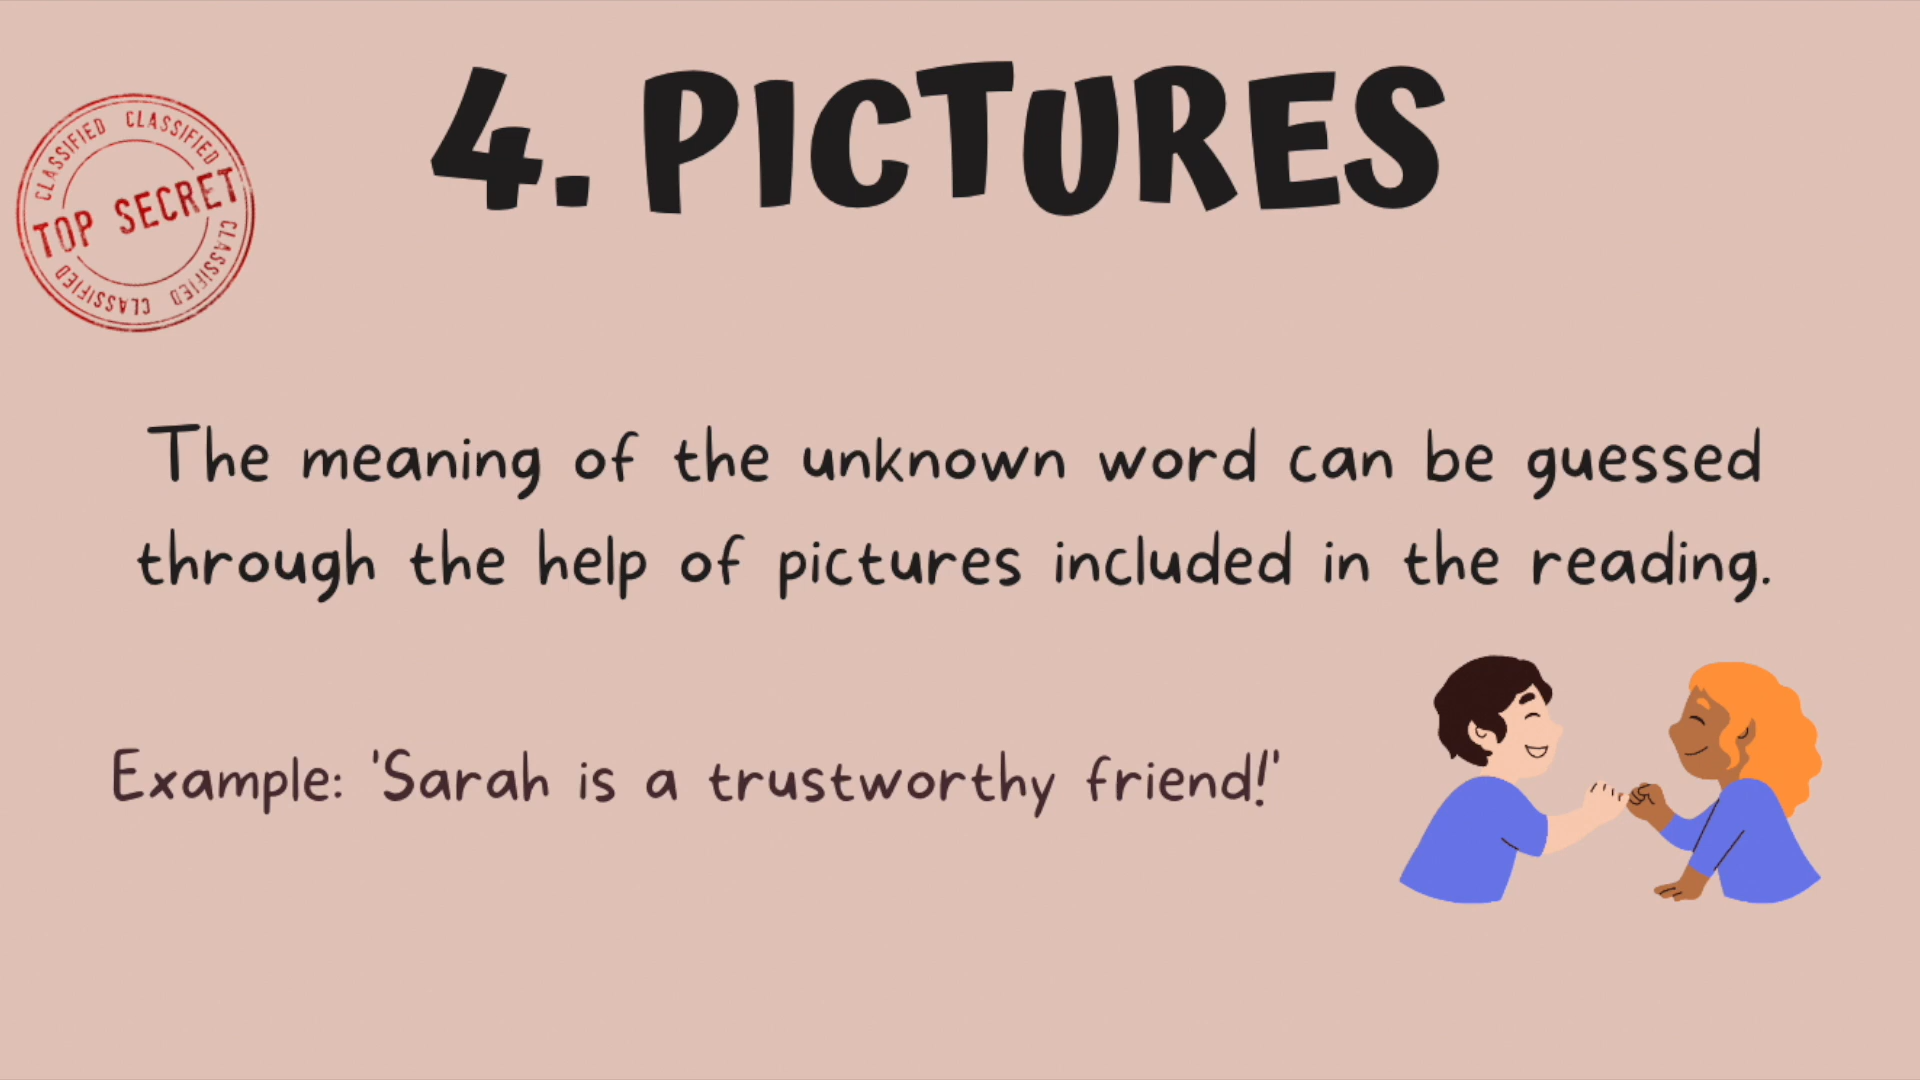 4. PICTURES
CLASSIFIED CLASSIFIED CLASSIFIED CLASSIFIED CLASSIFIED
TOP SECRET
The meaning of the unknown word can be guessed
through the help of pictures included in the reading.
Example: 'Sarah is a trustworthy friend!'